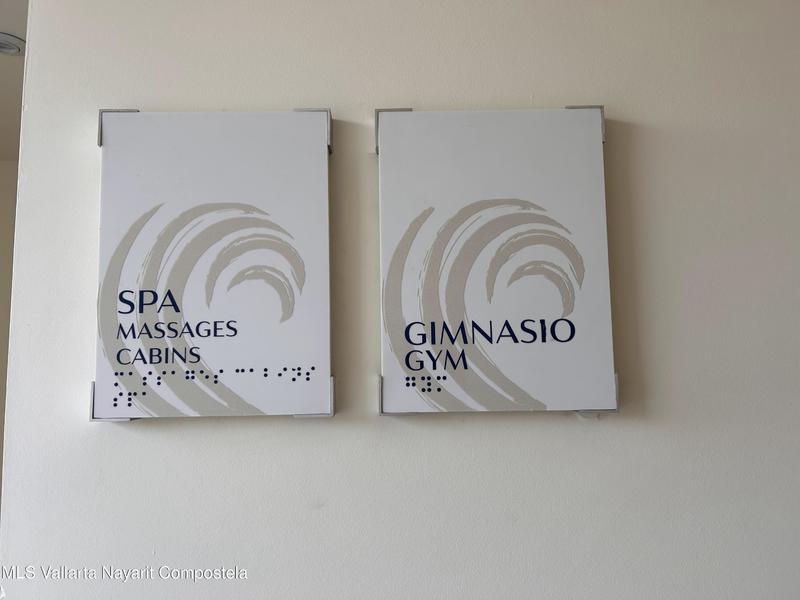 SPA
MASSAGES
CABINS
GIMNASIO
GYM
MLS Vallarta Nayarit Compostela